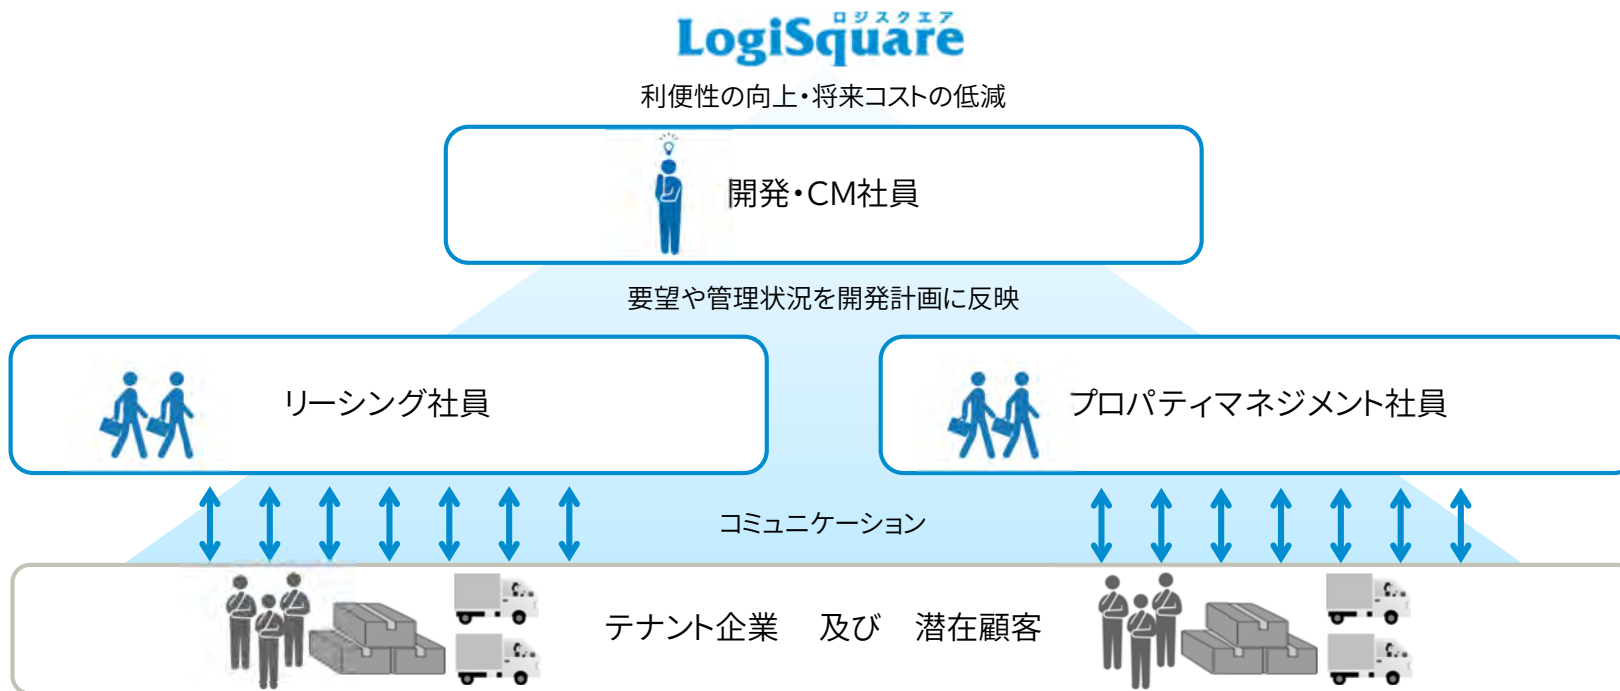 ロジスクエア
LogiSquare
利便性の向上・将来コストの低減
開発・CM社員
要望や管理状況を開発計画に反映
リーシング社員
プロパティマネジメント社員
コミュニケーション
テナント企業　及び　潜在顧客